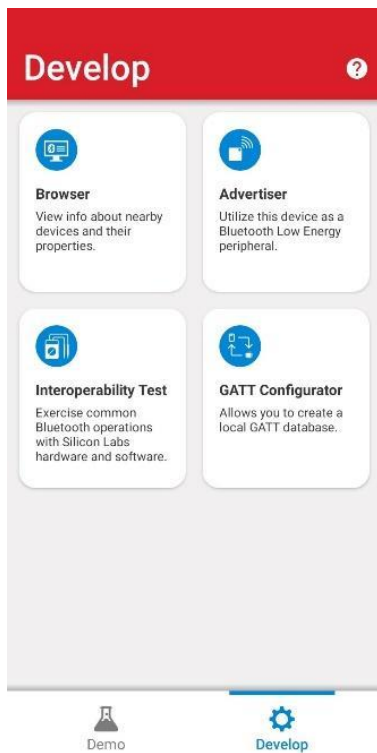 Develop
?
Browser
View info about nearby
devices and their
properties.
Advertiser
Utilize this device as a
Bluetooth Low Energy
peripheral.
Interoperability Test
Exercise common
Bluetooth operations
with Silicon Labs
hardware and software.
GATT Configurator
Allows you to create a
local GATT database.
Demo
Develop